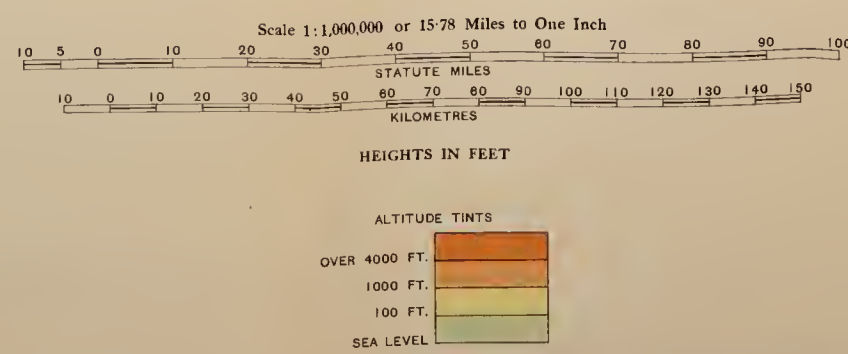 Scale 1:1,000,000 or 15·78 Miles to One Inch
10 5 0 10 20 30 40 50 60 70 80 90 100
STATUTE MILES
10 0 10 20 30 40 50 60 70 80 90 100 110 120 130 140 150
KILOMETRES
HEIGHTS IN FEET
ALTITUDE TINTS
OVER 4000 FT.
1000 FT.
100 FT.
SEA LEVEL